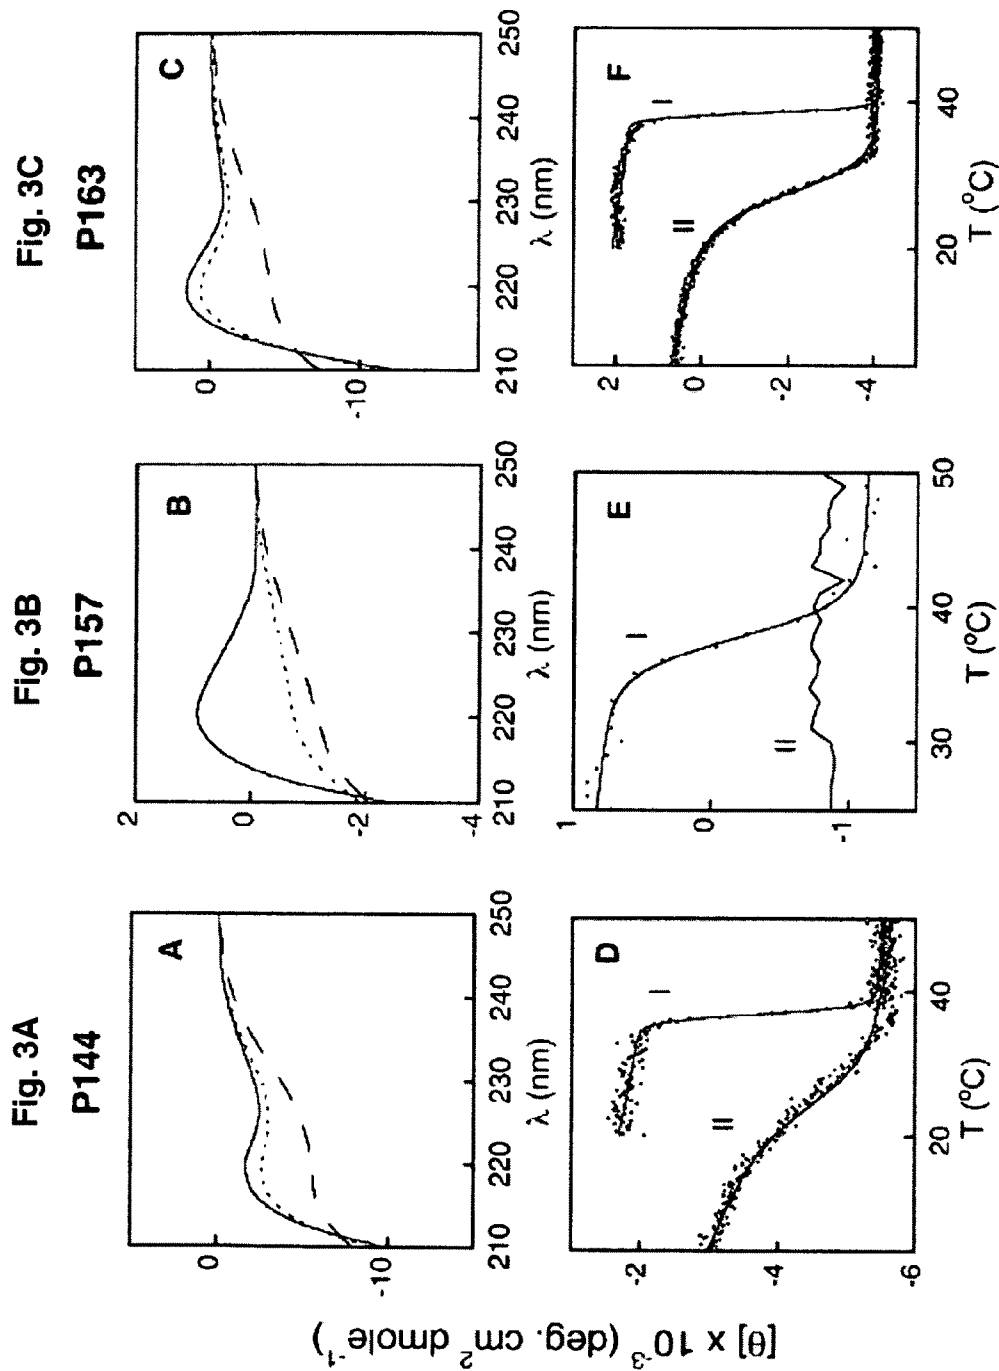 Fig. 3A
P144
Fig. 3B
P157
Fig. 3C
P163
[θ] x 10⁻³ (deg. cm² dmole⁻¹)
A
0
-10
210 220 230 240 250
λ (nm)
B
2
0
-2
-4
210 220 230 240 250
λ (nm)
C
0
-10
210 220 230 240 250
λ (nm)
D
I
II
-2
-4
-6
20 40
T (°C)
E
I
II
1
0
-1
30 40 50
T (°C)
F
I
II
2
0
-2
-4
20 40
T (°C)